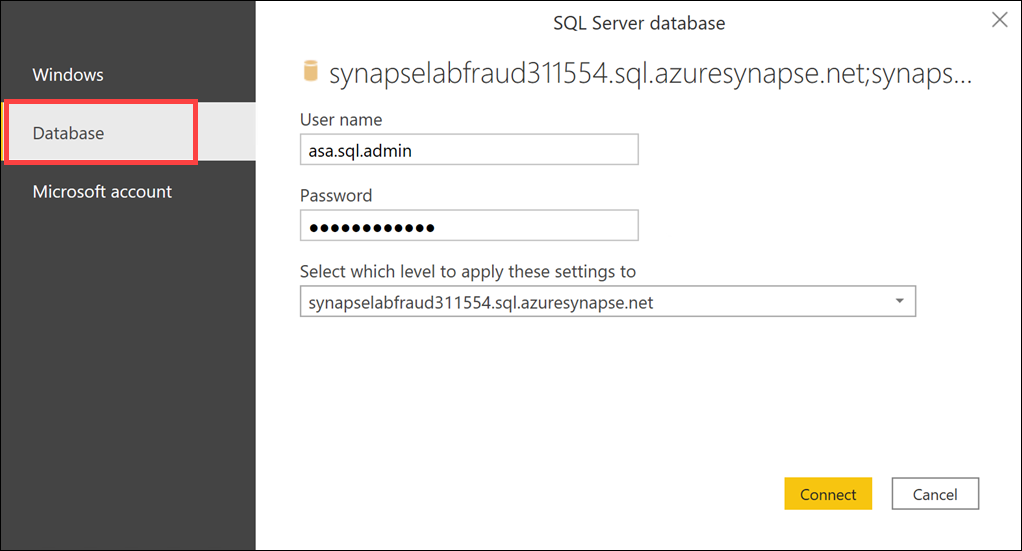 SQL Server database
Windows
Database
Microsoft account
synapselabfraud311554.sql.azuresynapse.net;synaps...
User name
asa.sql.admin
Password
●●●●●●●●●●●●
Select which level to apply these settings to
synapselabfraud311554.sql.azuresynapse.net
Connect
Cancel